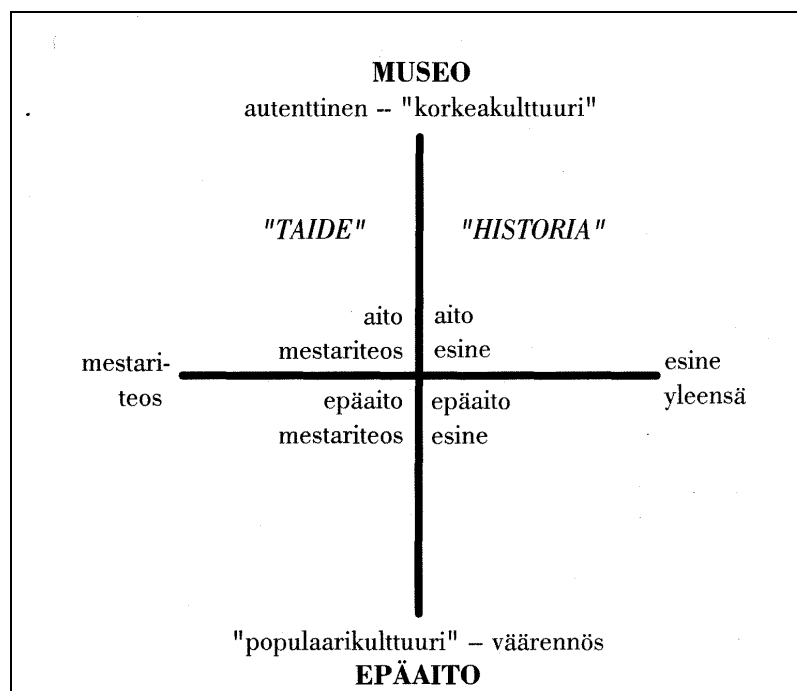 MUSEO
autenttinen – "korkeakulttuuri"
"TAIDE"
"HISTORIA"
aito
mestariteos
aito
esine
mestari-
teos
esine
yleensä
epäaito
mestariteos
epäaito
esine
"populaarikulttuuri" – väärennös
EPÄAITO